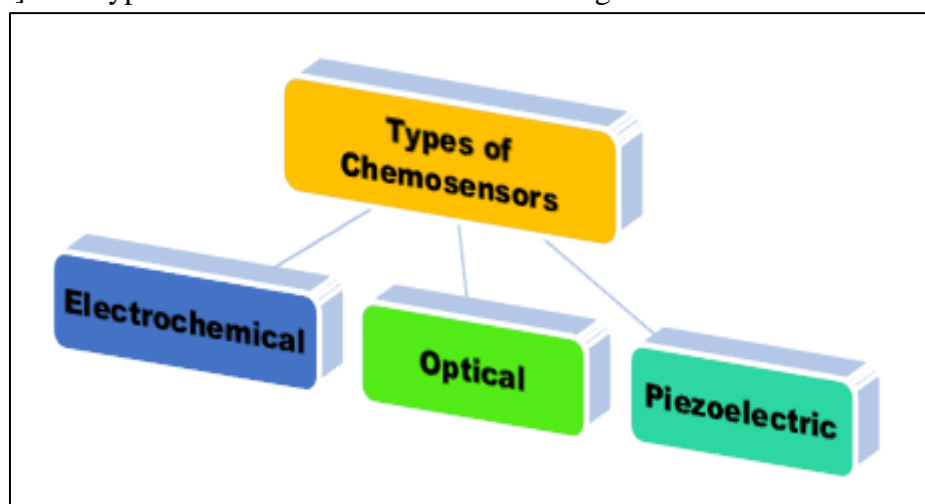 Types of
Chemosensors
Electrochemical
Optical
Piezoelectric